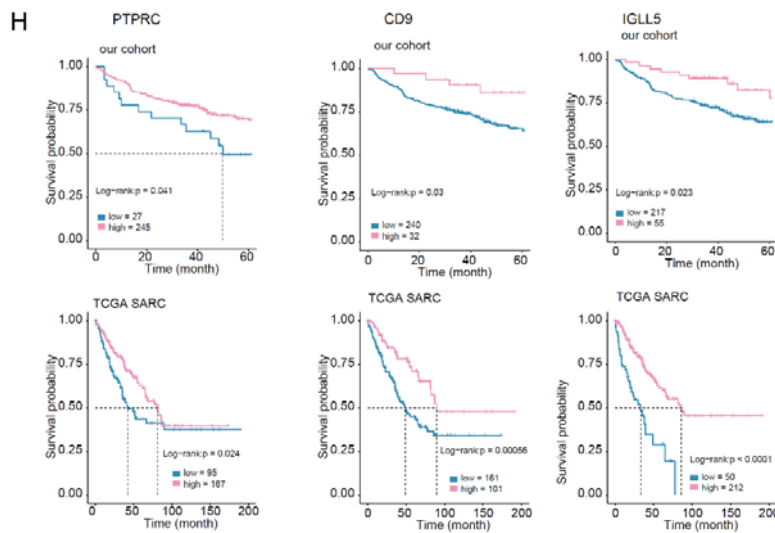 H
PTPRC
our cohort
Survival probability
1.00
0.75
0.50
0.25
0.00
Log-rank:p = 0.041
low = 27
high = 245
0 20 40 60
Time (month)
CD9
our cohort
Survival probability
1.00
0.75
0.50
0.25
0.00
Log-rank:p = 0.03
low = 240
high = 32
0 20 40 60
Time (month)
IGLL5
our cohort
Survival probability
1.00
0.75
0.50
0.25
0.00
Log-rank:p = 0.023
low = 217
high = 55
0 20 40 60
Time (month)
TCGA SARC
Survival probability
1.00
0.75
0.50
0.25
0.00
Log-rank:p = 0.024
low = 95
high = 167
0 50 100 150 200
Time (month)
TCGA SARC
Survival probability
1.00
0.75
0.50
0.25
0.00
Log-rank:p = 0.00056
low = 161
high = 101
0 50 100 150 200
Time (month)
TCGA SARC
Survival probability
1.00
0.75
0.50
0.25
0.00
Log-rank:p < 0.0001
low = 50
high = 212
0 50 100 150 200
Time (month)